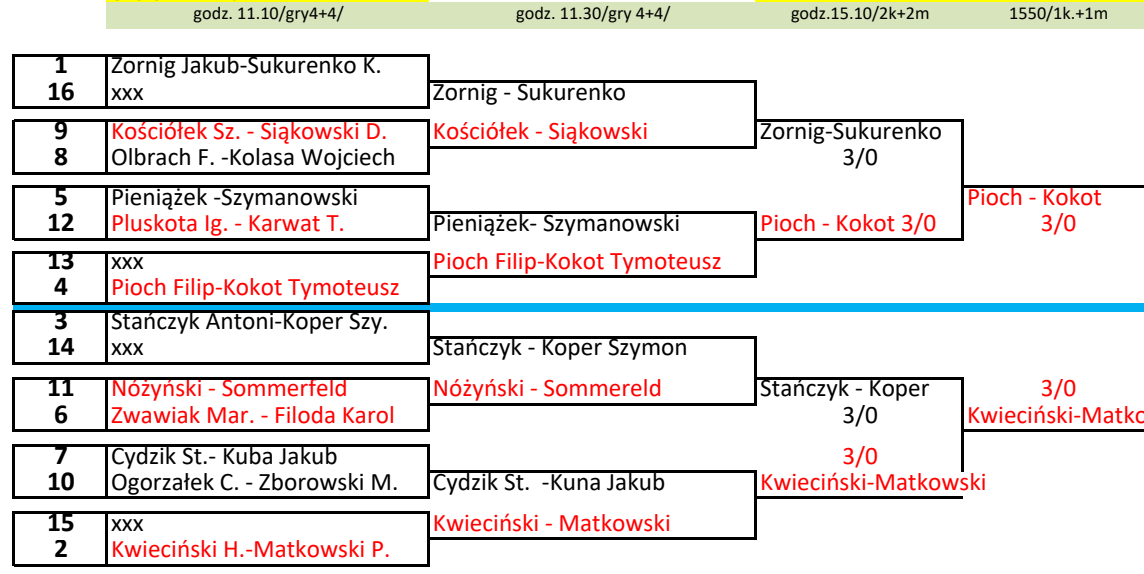 godz. 11.10/gry4+4/ godz. 11.30/gry 4+4/ godz.15.10/2k+2m 1550/1k.+1m
1 Zornig Jakub-Sukurenko K.
16 xxx Zornig - Sukurenko
9 Kościółek Sz. - Siąkowski D. Kościółek - Siąkowski Zornig-Sukurenko
8 Olbrach F. -Kolasa Wojciech 3/0
5 Pieniążek -Szymanowski Pioch - Kokot
12 Pluskota Ig. - Karwat T. Pieniążek- Szymanowski Pioch - Kokot 3/0 3/0
13 xxx Pioch Filip-Kokot Tymoteusz
4 Pioch Filip-Kokot Tymoteusz
3 Stańczyk Antoni-Koper Szy.
14 xxx Stańczyk - Koper Szymon
11 Nóżyński - Sommerfeld Nóżyński - Sommereld Stańczyk - Koper 3/0
6 Zwawiak Mar. - Filoda Karol 3/0 Kwieciński-Matko
7 Cydzik St.- Kuba Jakub 3/0
10 Ogorzałek C. - Zborowski M. Cydzik St. -Kuna Jakub Kwieciński-Matkowski
15 xxx Kwieciński - Matkowski
2 Kwieciński H.-Matkowski P.